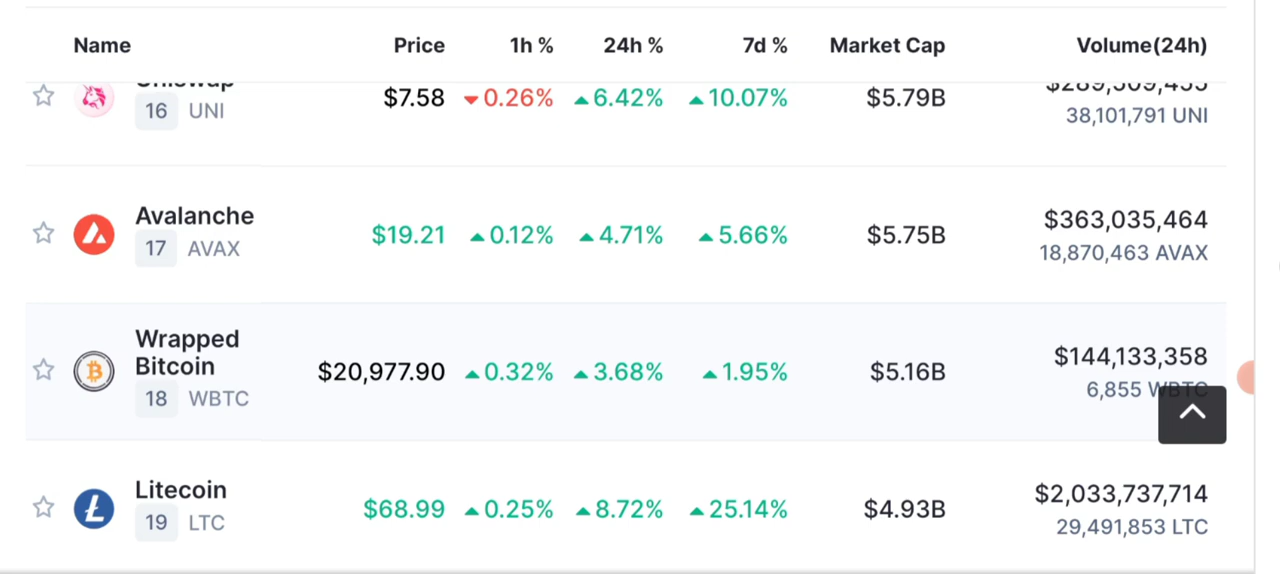 Name Price 1h % 24h % 7d % Market Cap Volume(24h)
Uniswap
$7.58 0.26% 6.42% 10.07% $5.79B
16 UNI
38,101,791 UNI
Avalanche
17 AVAX
$19.21 0.12% 4.71% 5.66% $5.75B
$363,035,464
18,870,463 AVAX
Wrapped
Bitcoin
18 WBTC
$20,977.90 0.32% 3.68% 1.95% $5.16B
$144,133,358
6,855 WBTC
Litecoin
19 LTC
$68.99 0.25% 8.72% 25.14% $4.93B
$2,033,737,714
29,491,853 LTC